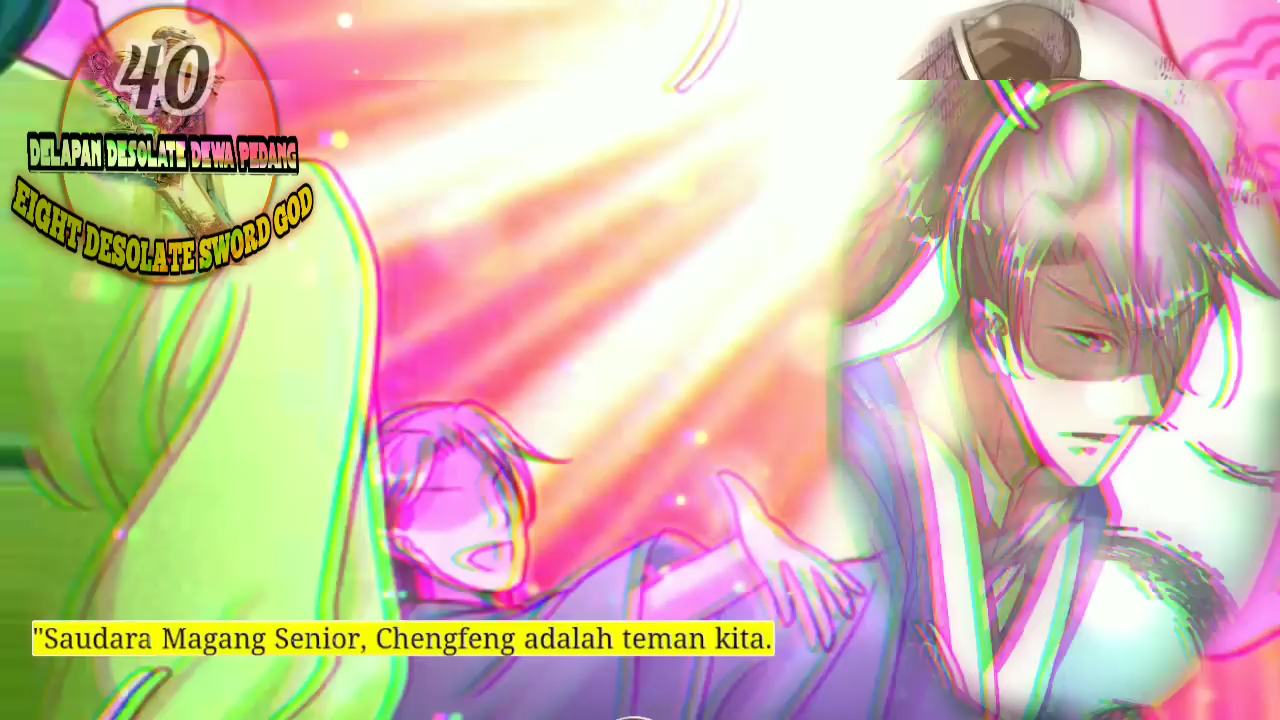 40
DELAPAN DESOLATE DEWA PEDANG
EIGHT DESOLATE SWORD GOD
"Saudara Magang Senior, Chengfeng adalah teman kita.